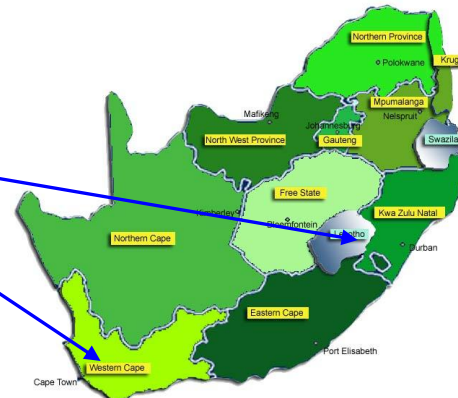 Northern Province
Polokwane
Krug
Mpumalanga
Mafikeng
Nelspruit
Johannesburg
North West Province
Gauteng
Swazila
Free State
Kimberley
Kwa Zulu Natal
Bloemfontein
Lesotho
Northern Cape
Durban
Eastern Cape
Port Elisabeth
Western Cape
Cape Town